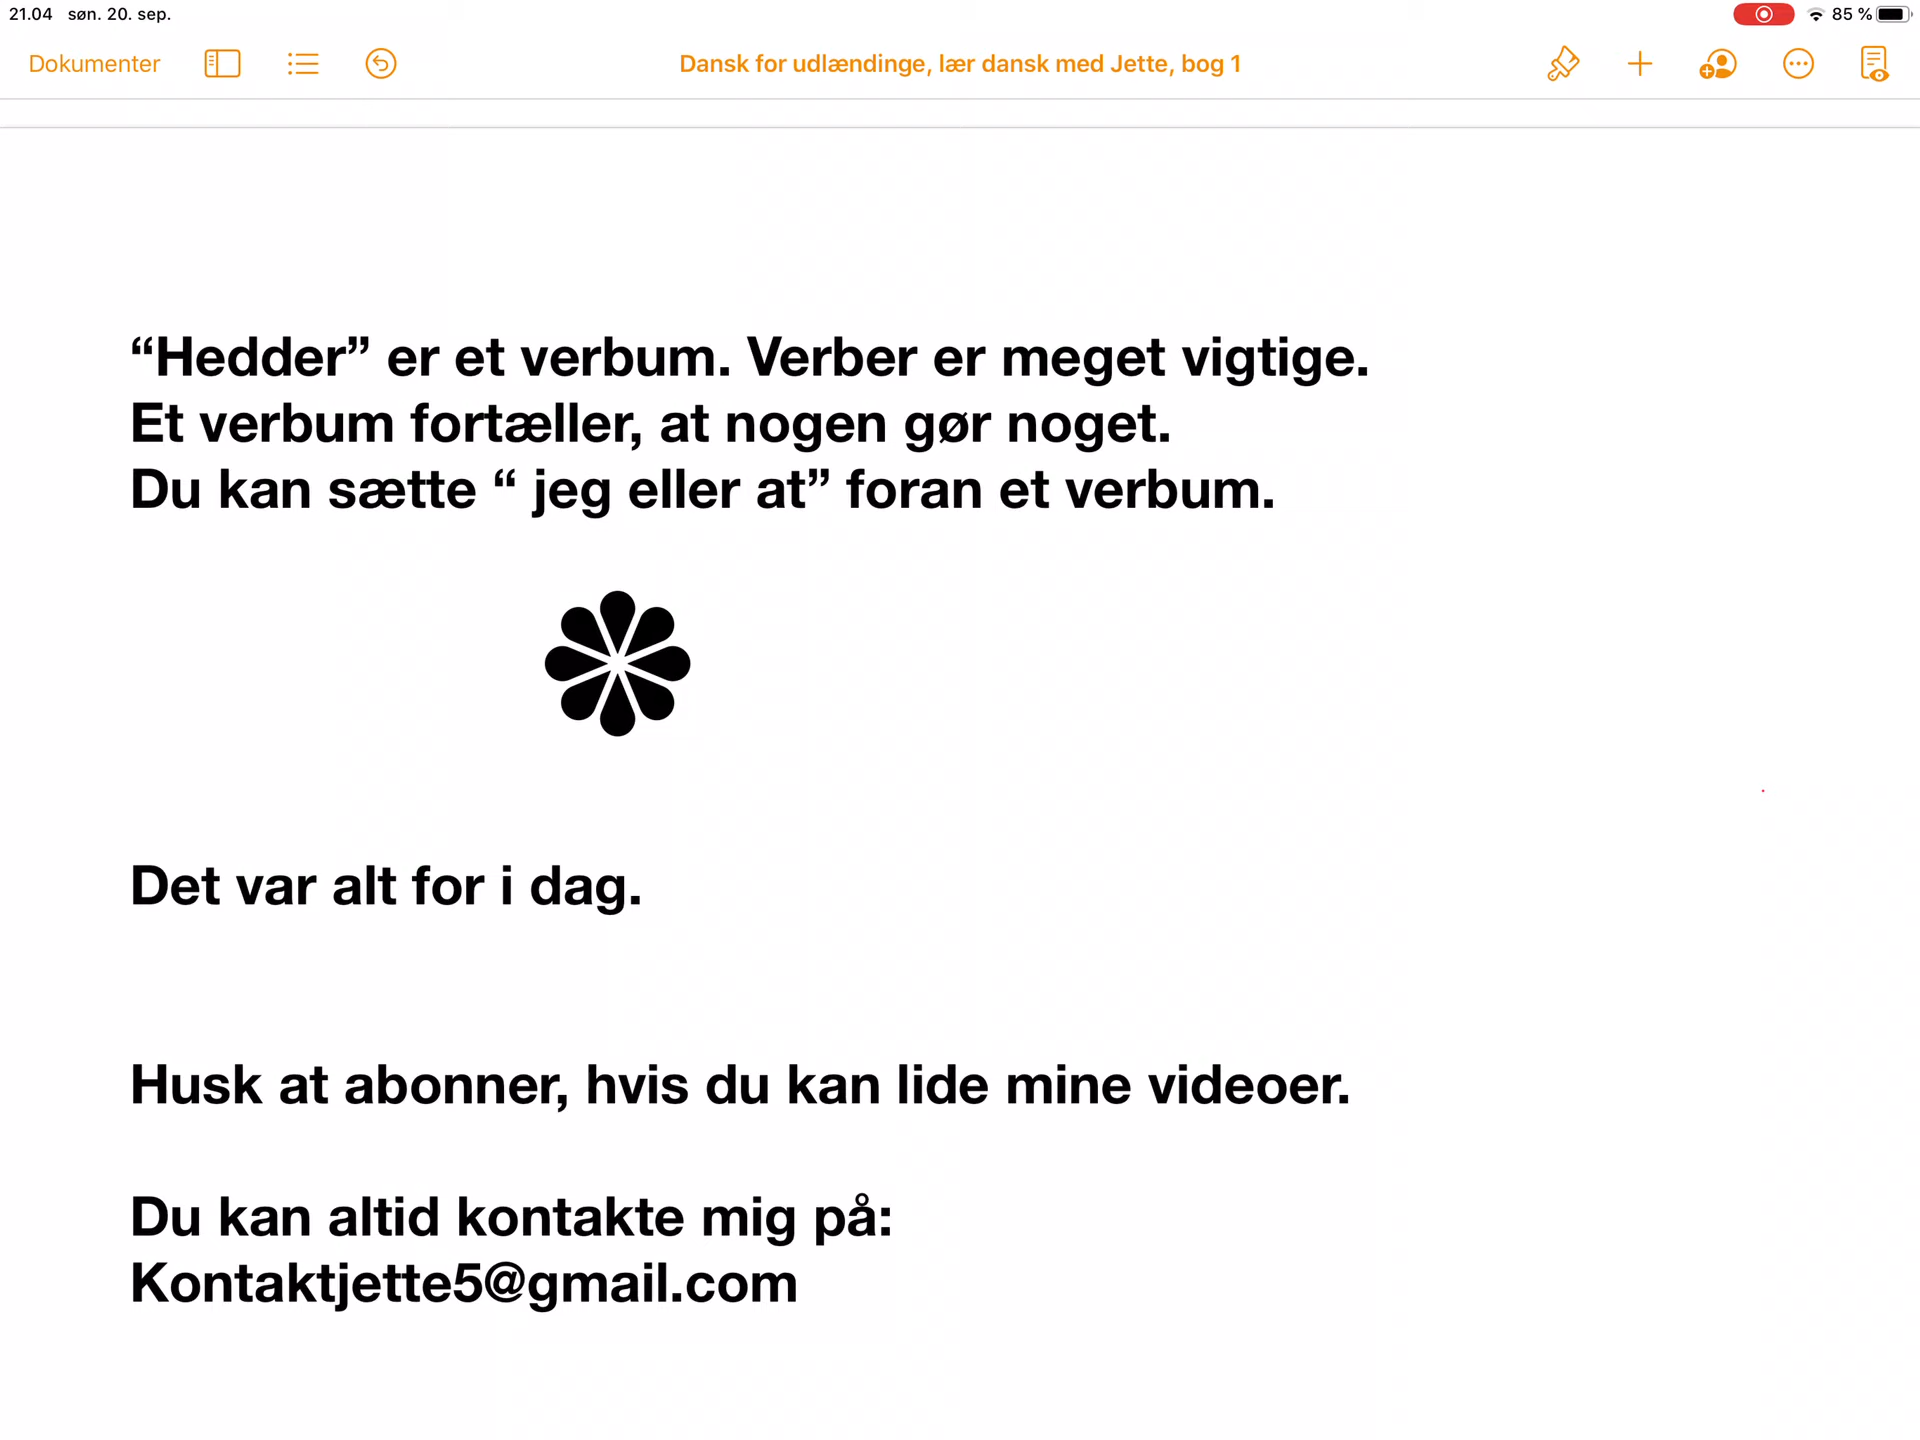 21.04 søn. 20. sep.
85 %
Dokumenter
Dansk for udlændinge, lær dansk med Jette, bog 1
“Hedder” er et verbum. Verber er meget vigtige.
Et verbum fortæller, at nogen gør noget.
Du kan sætte “ jeg eller at” foran et verbum.
Det var alt for i dag.
Husk at abonner, hvis du kan lide mine videoer.
Du kan altid kontakte mig på:
Kontaktjette5@gmail.com